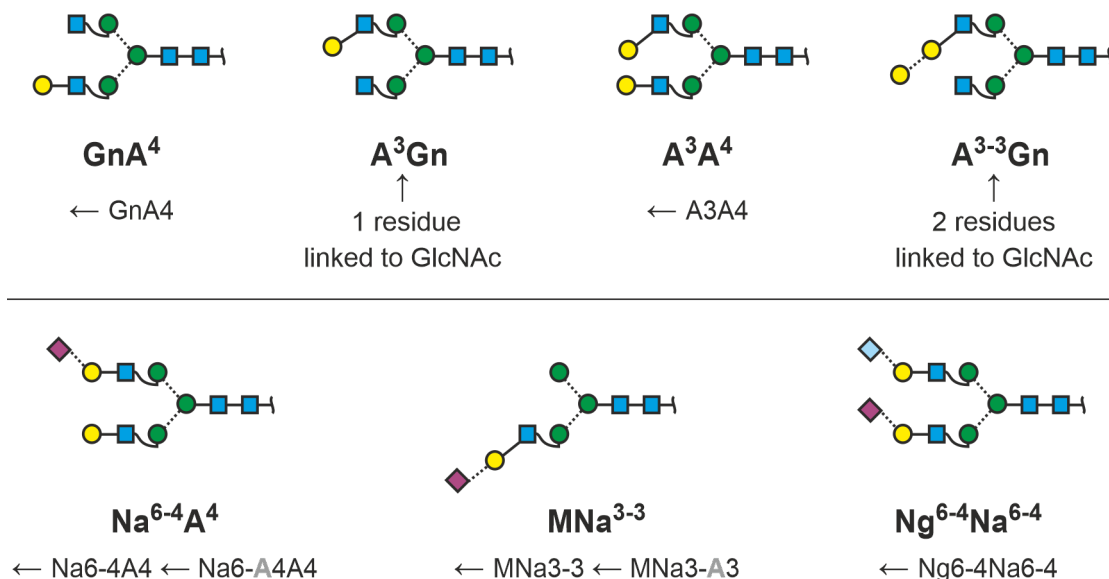 GnA⁴ A³Gn A³A⁴ A³⁻³Gn
← GnA4 ↑ ← A3A4 ↑
1 residue 2 residues
linked to GlcNAc linked to GlcNAc
Na⁶⁻⁴A⁴ MNa³⁻³ Ng⁶⁻⁴Na⁶⁻⁴
← Na6-4A4 ← Na6-A4A4 ← MNa3-3 ← MNa3-A3 ← Ng6-4Na6-4